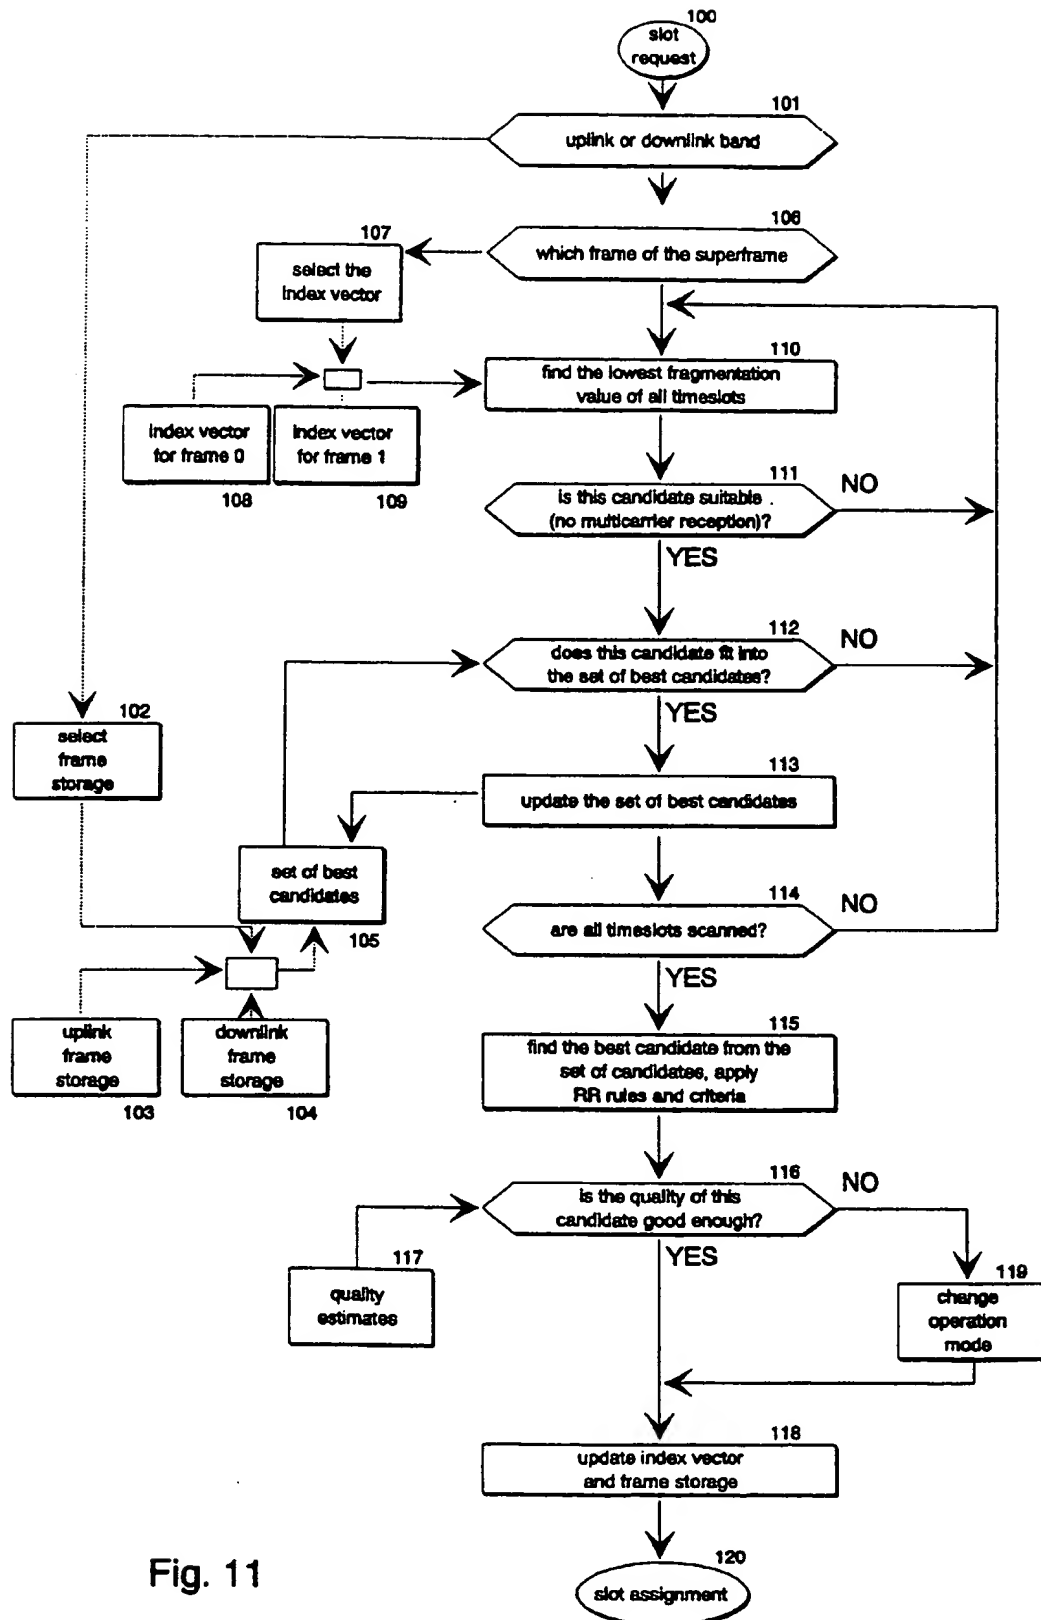 100
slot
request
101
uplink or downlink band
106
which frame of the superframe
107
select the
index vector
110
find the lowest fragmentation
value of all timeslots
index vector
for frame 0
108
index vector
for frame 1
109
111
is this candidate suitable
(no multicarrier reception)?
NO
YES
112
does this candidate fit into
the set of best candidates?
NO
YES
102
select
frame
storage
113
update the set of best candidates
set of best
candidates
105
114
are all timeslots scanned?
NO
YES
uplink
frame
storage
103
downlink
frame
storage
104
115
find the best candidate from the
set of candidates, apply
RR rules and criteria
116
is the quality of this
candidate good enough?
NO
YES
117
quality
estimates
119
change
operation
mode
118
update index vector
and frame storage
120
slot assignment
Fig. 11